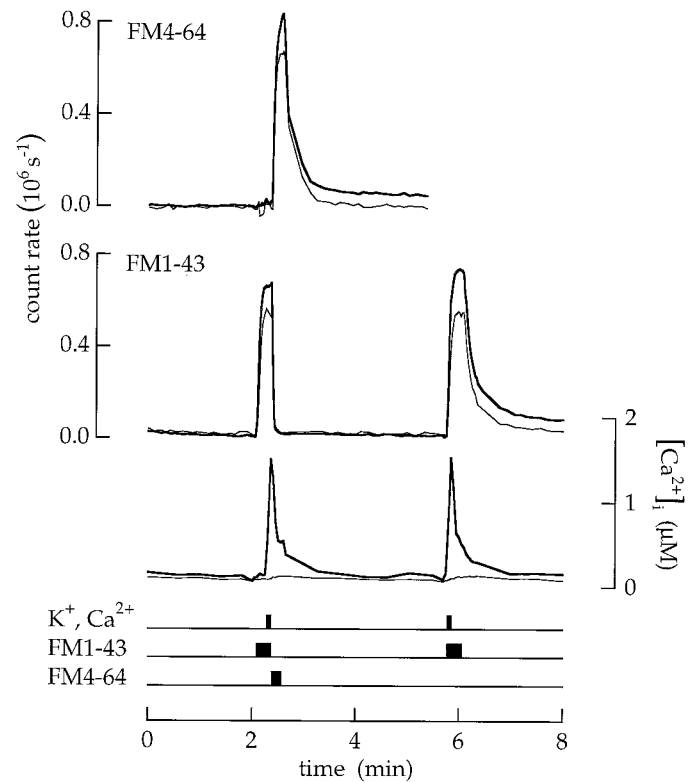 0.8
FM4-64
0.4
0.0
count rate (10⁶ s⁻¹)
0.8
FM1-43
0.4
0.0
2
1
0
[Ca²⁺]ᵢ (μM)
K⁺, Ca²⁺
FM1-43
FM4-64
0 2 4 6 8
time (min)